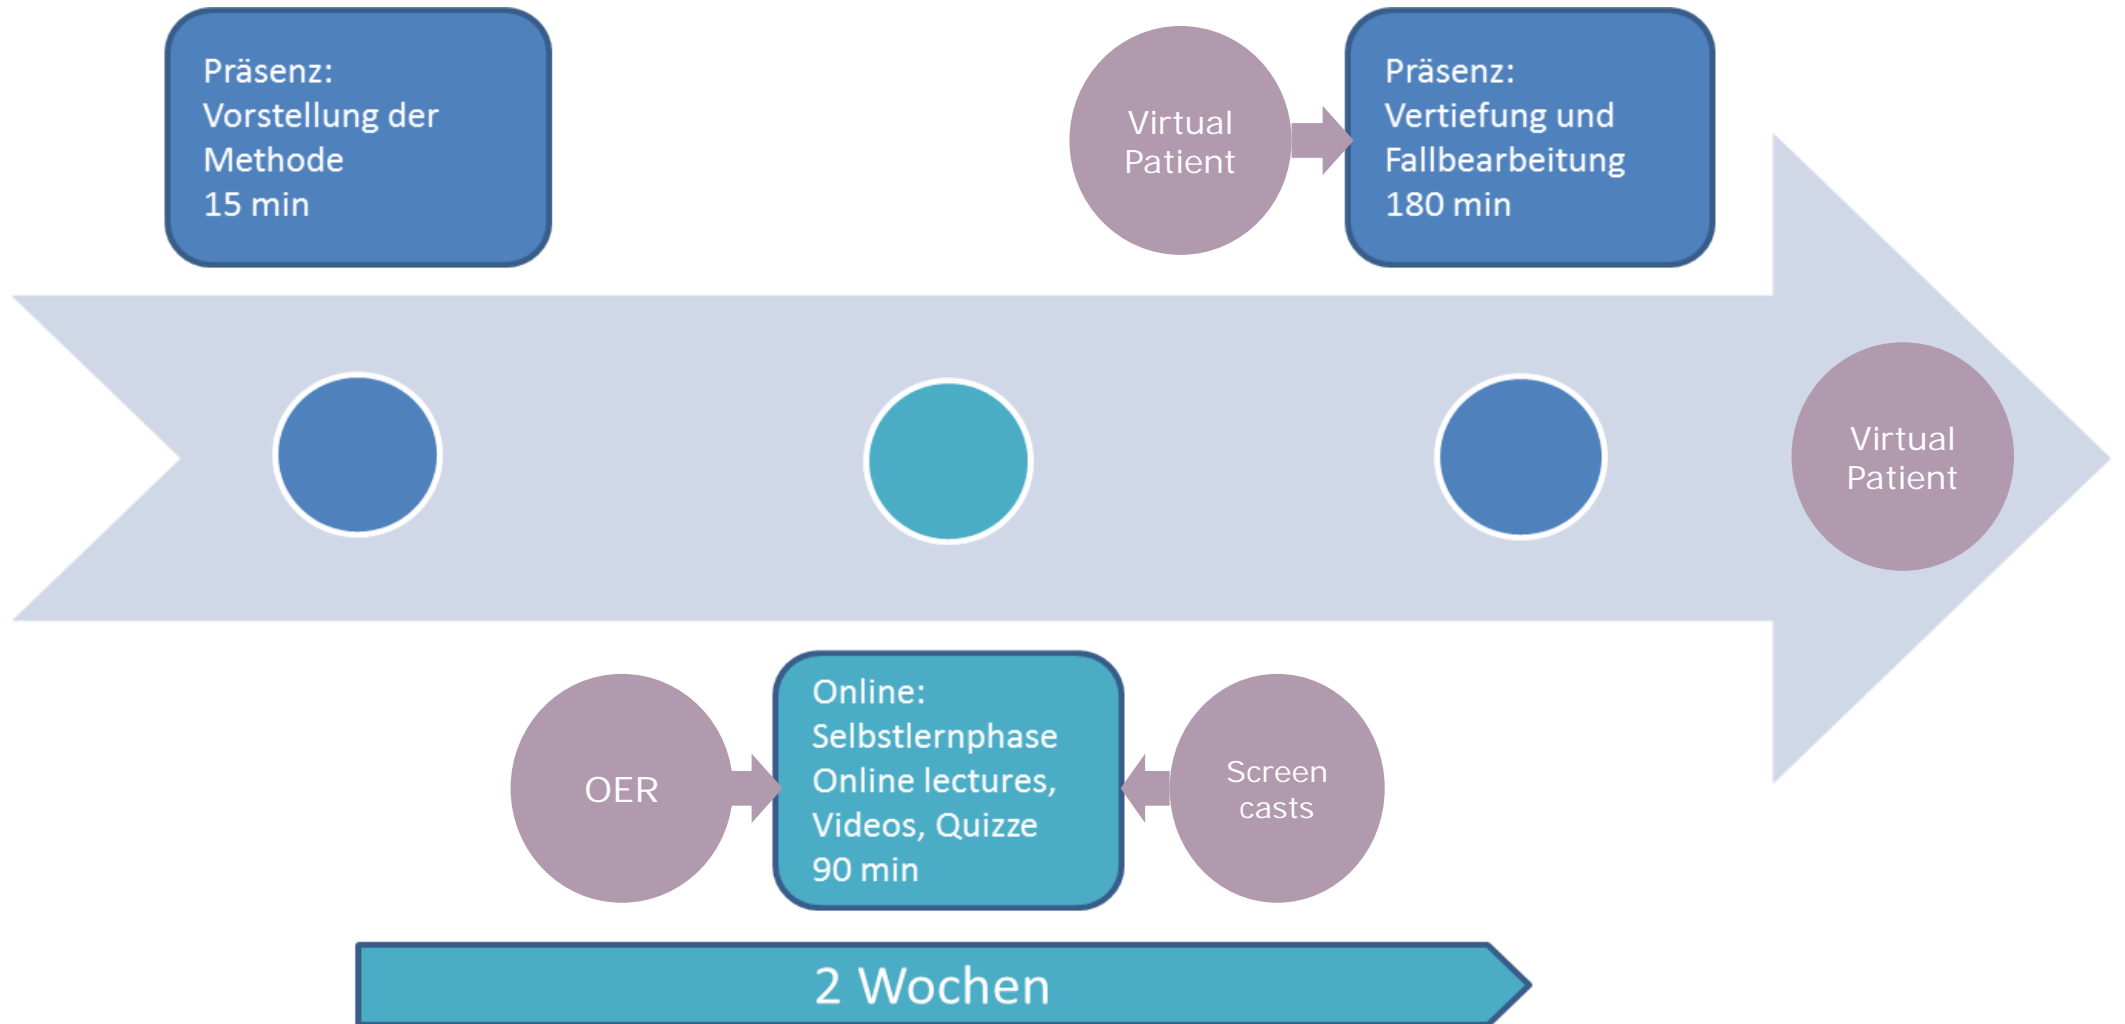 Präsenz:
Vorstellung der
Methode
15 min
Virtual
Patient
Präsenz:
Vertiefung und
Fallbearbeitung
180 min
Virtual
Patient
OER
Online:
Selbstlernphase
Online lectures,
Videos, Quizze
90 min
Screen
casts
2 Wochen